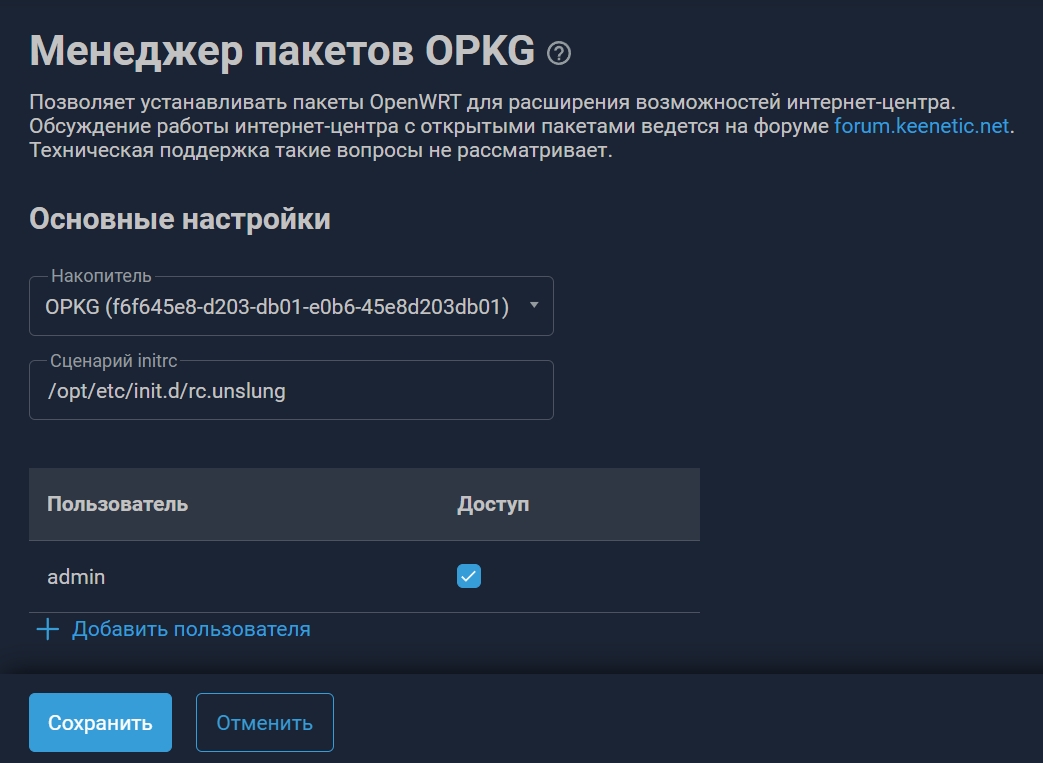 Менеджер пакетов OPKG ?
Позволяет устанавливать пакеты OpenWRT для расширения возможностей интернет-центра.
Обсуждение работы интернет-центра с открытыми пакетами ведется на форуме forum.keenetic.net.
Техническая поддержка такие вопросы не рассматривает.
Основные настройки
Накопитель
OPKG (f6f645e8-d203-db01-e0b6-45e8d203db01)
Сценарий initrc
/opt/etc/init.d/rc.unslung
Пользователь Доступ
admin
+ Добавить пользователя
Сохранить Отменить